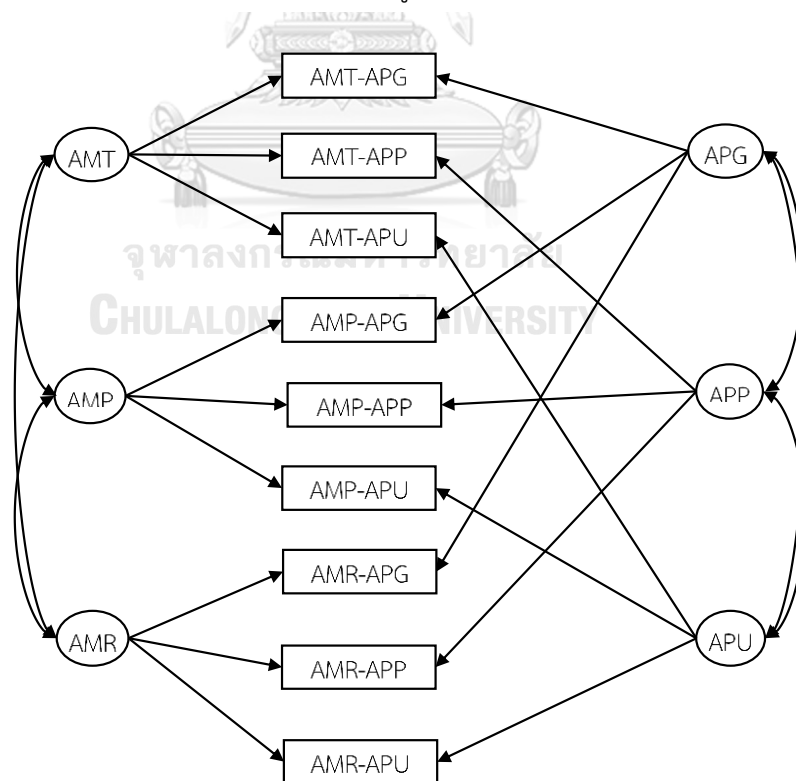 AMT-APG
AMT
AMT-APP
APG
AMT-APU
จุฬาลงกรณ์มหาวิทยาลัย
AMP-APG
CHULALONGKORN UNIVERSITY
AMP
AMP-APP
APP
AMP-APU
AMR-APG
AMR
APU
AMR-APP
AMR-APU